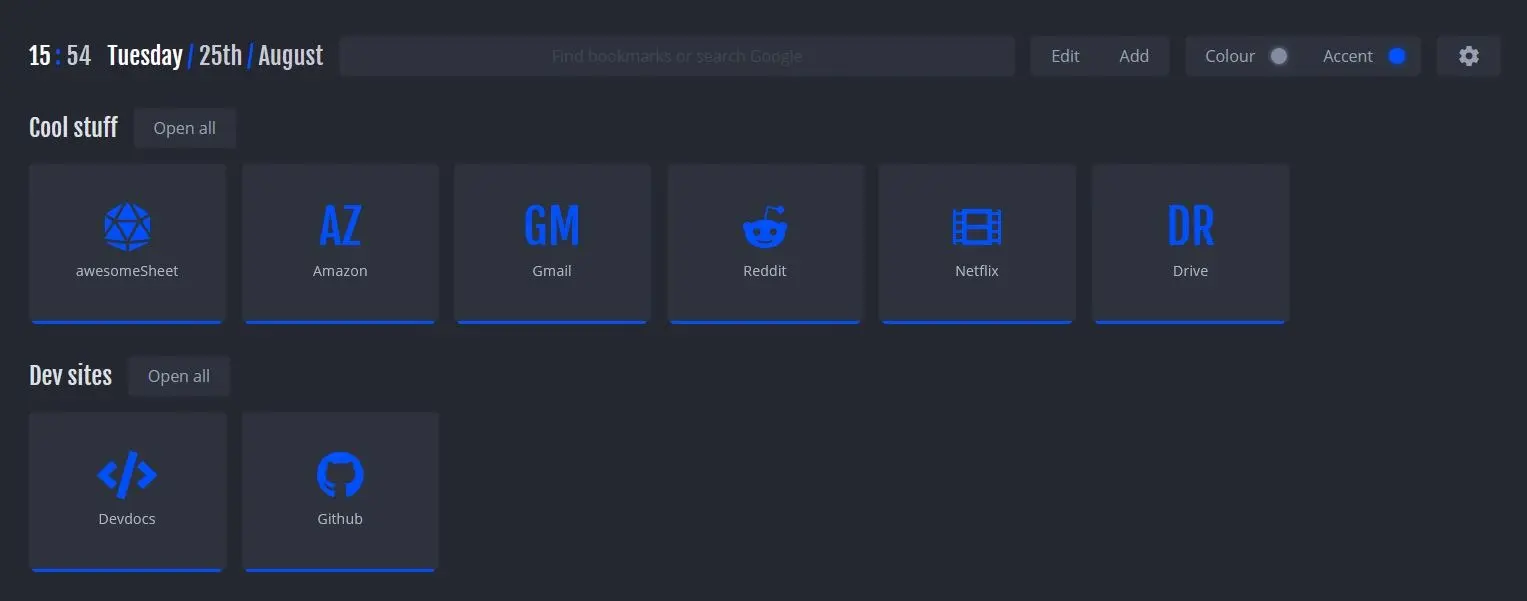 15 : 54 Tuesday / 25th / August Find bookmarks or search Google Edit Add Colour Accent
Cool stuff Open all
AZ GM DR
awesomeSheet Amazon Gmail Reddit Netflix Drive
Dev sites Open all
Devdocs Github